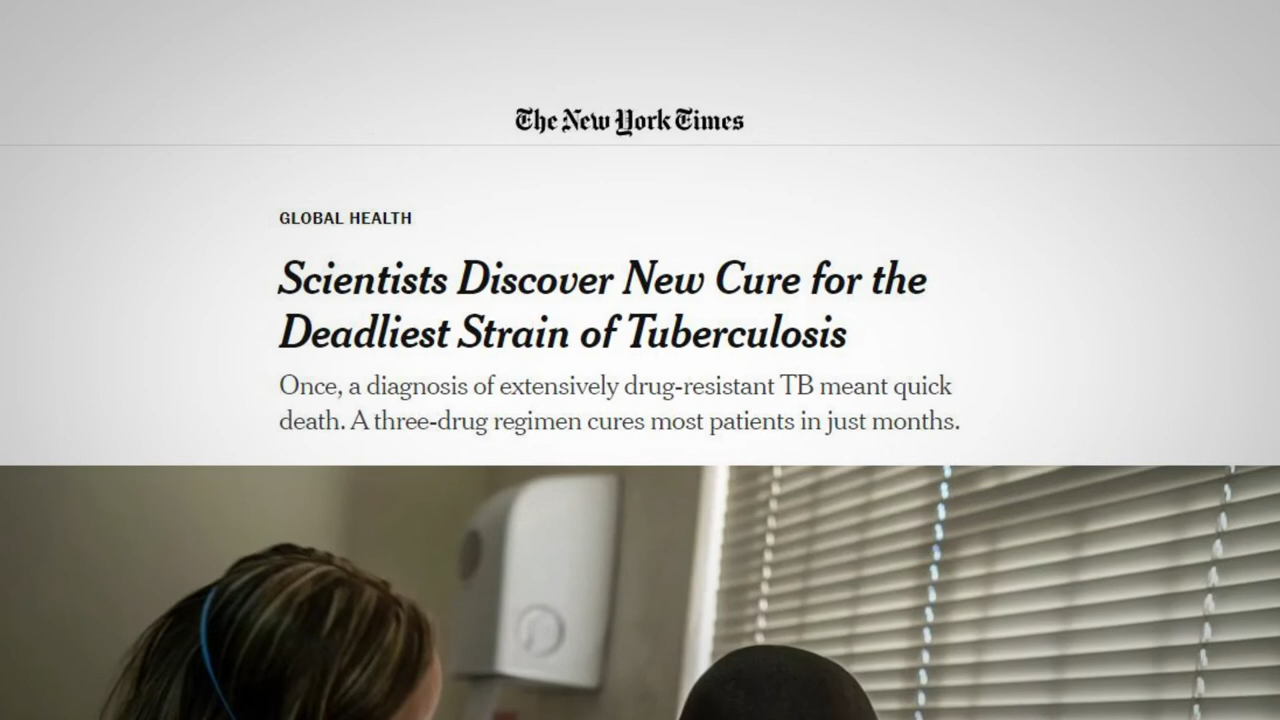 The New York Times
GLOBAL HEALTH
Scientists Discover New Cure for the
Deadliest Strain of Tuberculosis
Once, a diagnosis of extensively drug-resistant TB meant quick
death. A three-drug regimen cures most patients in just months.